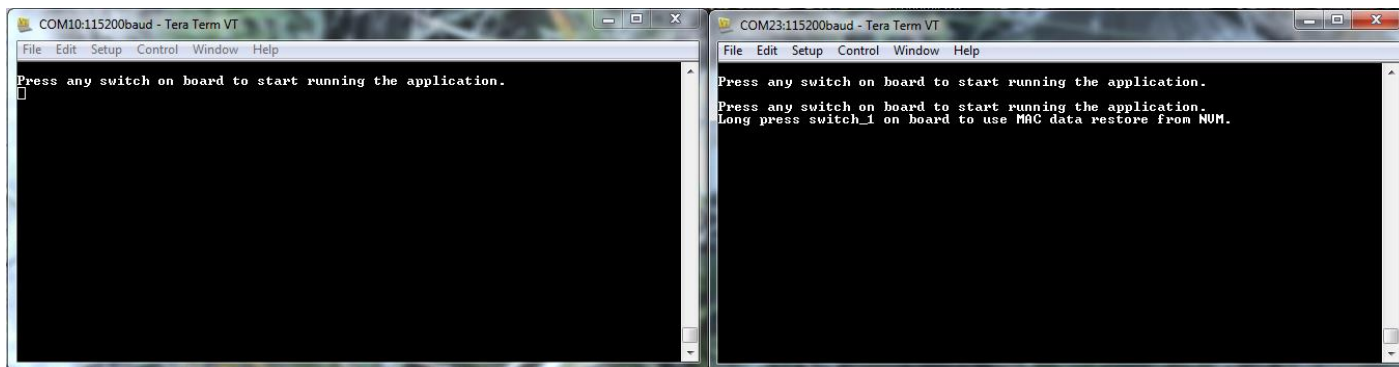 COM10:115200baud - Tera Term VT
File Edit Setup Control Window Help
Press any switch on board to start running the application.
COM23:115200baud - Tera Term VT
File Edit Setup Control Window Help
Press any switch on board to start running the application.
Press any switch on board to start running the application.
Long press switch_1 on board to use MAC data restore from NVM.